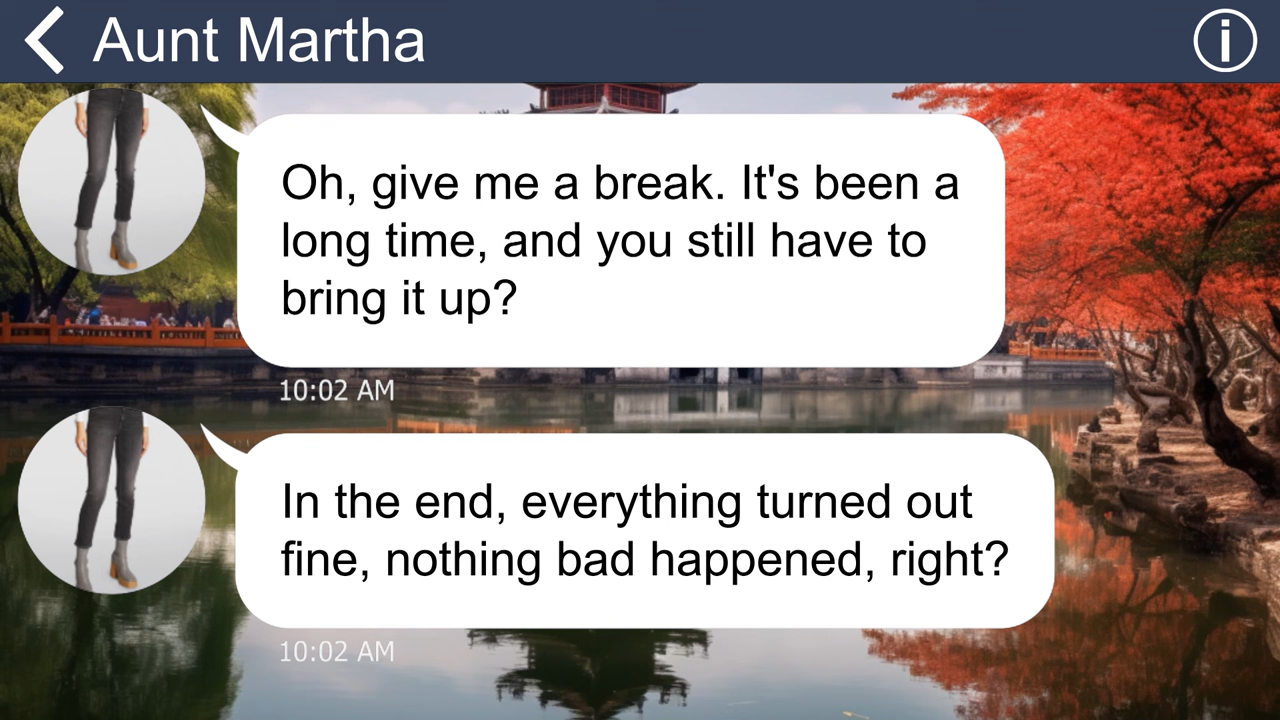 Aunt Martha
Oh, give me a break. It's been a
long time, and you still have to
bring it up?
10:02 AM
In the end, everything turned out
fine, nothing bad happened, right?
10:02 AM